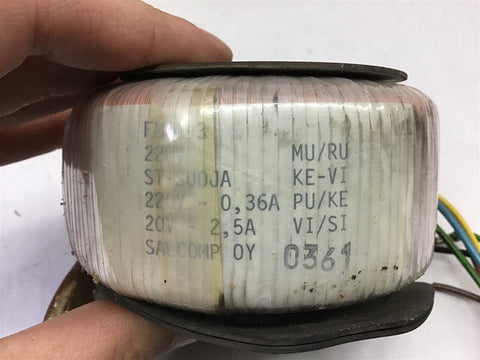 220V MU/RU
ST-SUOJA KE-VI
220V - 0,36A PU/KE
20V - 2,5A VI/SI
SALCOMP OY 0361